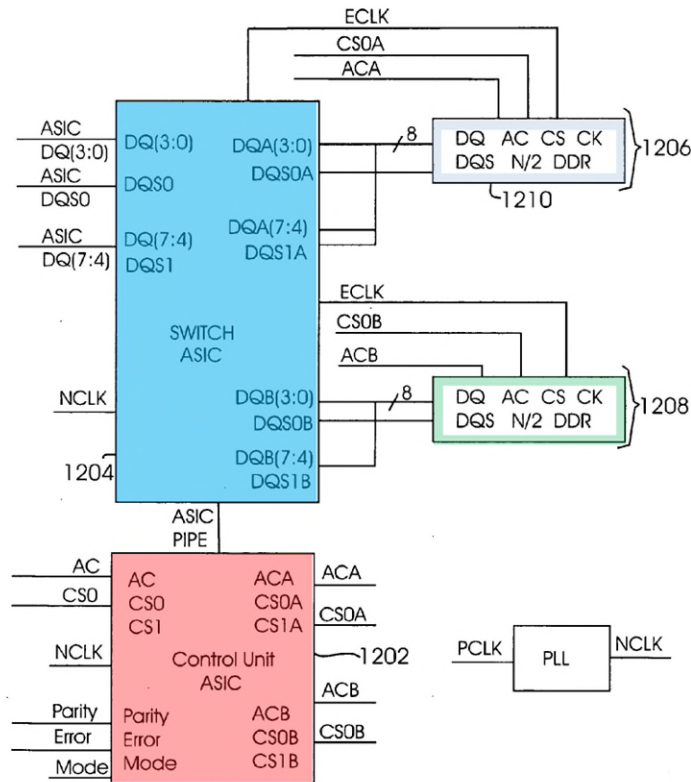 ECLK
CS0A
ACA
ASIC
DQ(3:0)
ASIC
DQS0
ASIC
DQ(7:4)
DQ(3:0)
DQS0
DQ(7:4)
DQS1
DQA(3:0)
DQS0A
DQA(7:4)
DQS1A
8
DQ AC CS CK
DQS N/2 DDR
1206
1210
SWITCH
ASIC
ECLK
CS0B
ACB
NCLK
1204
DQB(3:0)
DQS0B
DQB(7:4)
DQS1B
8
DQ AC CS CK
DQS N/2 DDR
1208
ASIC
PIPE
AC
CS0
NCLK
Parity
Error
Mode
AC
CS0
CS1
ACA
CS0A
CS1A
Control Unit
ASIC
Parity
Error
Mode
ACB
CS0B
CS1B
ACA
CS0A
1202
ACB
CS0B
PCLK
PLL
NCLK